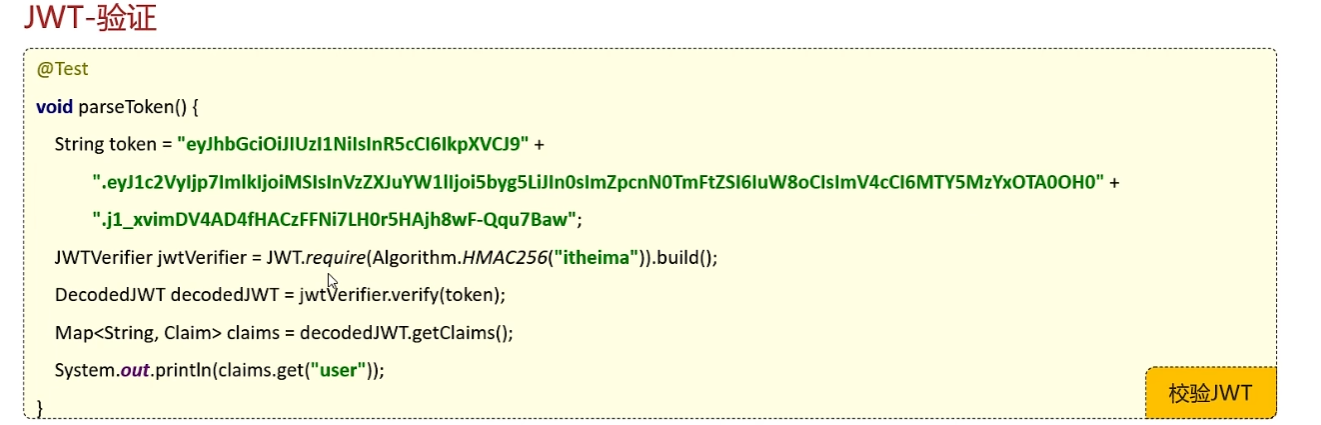 JWT-验证
@Test
void parseToken() {
String token = "eyJhbGciOiJIUzI1NiIsInR5cCI6IkpXVCJ9" +
".eyJ1c2VyIjp7ImlkIjoiMSIsInVzZXJuYW1lIjoi5byg5LiJIn0sImZpcnN0TmFtZSI6IuW8oCIsImV4cCI6MTY5MzYxOTA0OH0" +
".j1_xvimDV4AD4fHACzFFNi7LH0r5HAjh8wF-Qqu7Baw";
JWTVerifier jwtVerifier = JWT.require(Algorithm.HMAC256("itheima")).build();
DecodedJWT decodedJWT = jwtVerifier.verify(token);
Map<String, Claim> claims = decodedJWT.getClaims();
System.out.println(claims.get("user"));
}
校验JWT